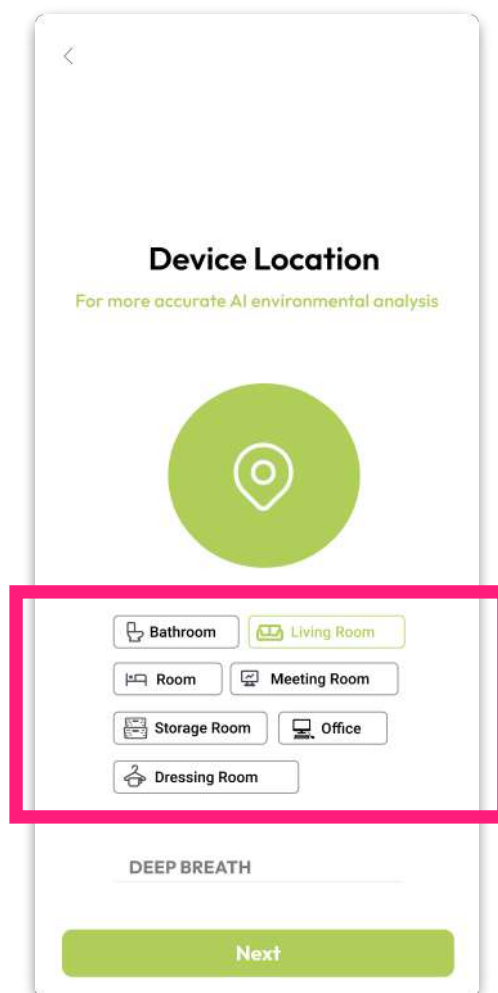 Device Location
For more accurate AI environmental analysis
Bathroom Living Room
Room Meeting Room
Storage Room Office
Dressing Room
DEEP BREATH
Next